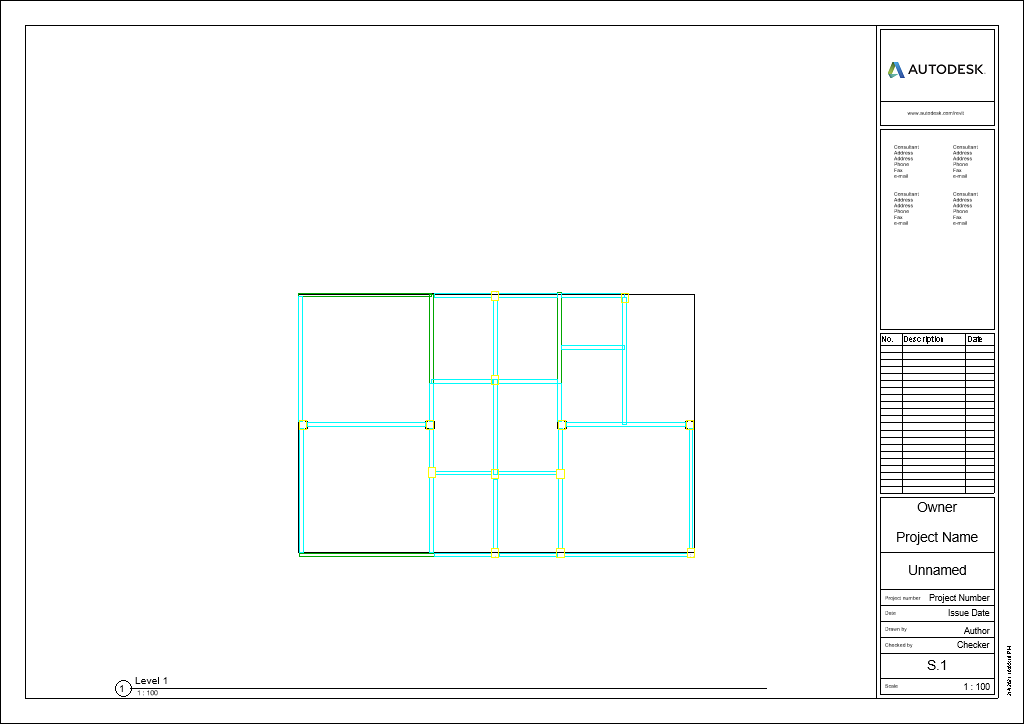 AUTODESK
www.autodesk.com/revit
Consultant
Address
Address
Phone
Fax
e-mail
Consultant
Address
Address
Phone
Fax
e-mail
Consultant
Address
Address
Phone
Fax
e-mail
Consultant
Address
Address
Phone
Fax
e-mail
No. Description Date
Owner
Project Name
Unnamed
Project number Project Number
Date Issue Date
Drawn by Author
Checked by Checker
S.1
Scale 1 : 100
1 Level 1
1 : 100